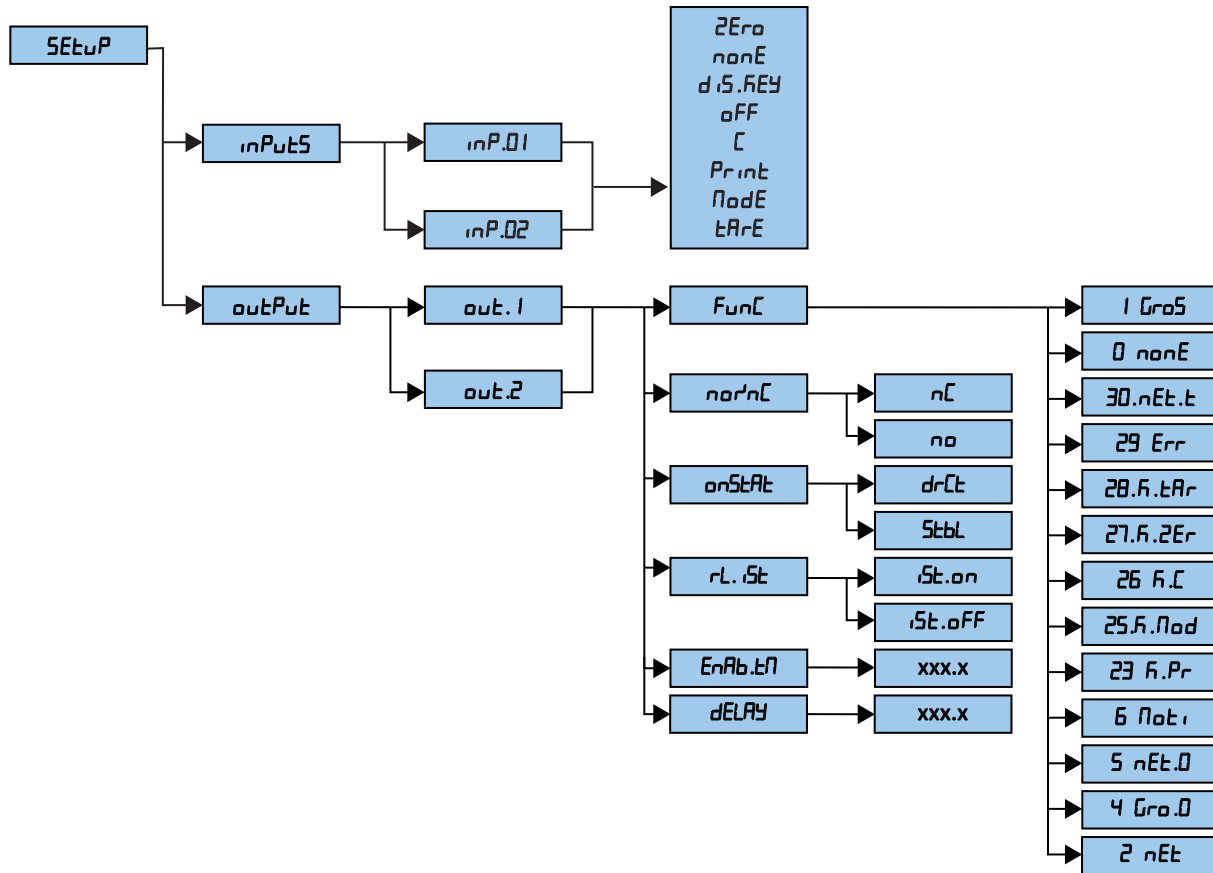 SEtuP
inPutS
inP.01
inP.02
ZEro
nonE
diS.KEY
oFF
C
Print
ModE
tArE
outPut
out.1
out.2
FunC
no/nC
nC
no
onStAt
drCt
StbL
rL.iSt
iSt.on
iSt.oFF
EnAb.tM
xxx.x
dELAY
xxx.x
1 GroS
0 nonE
30.nEt.t
29 Err
28.K.tAr
27.K.2Er
26 K.C
25.K.Mod
23 K.Pr
6 Moti
5 nEt.0
4 Gro.0
2 nEt